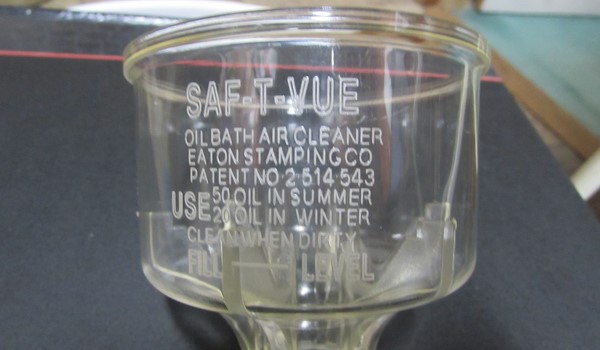 SAF-T-VUE
OIL BATH AIR CLEANER
EATON STAMPING CO
PATENT NO 2 514 543
USE 50 OIL IN SUMMER
20 OIL IN WINTER
CLEAN WHEN DIRTY
FILL LEVEL